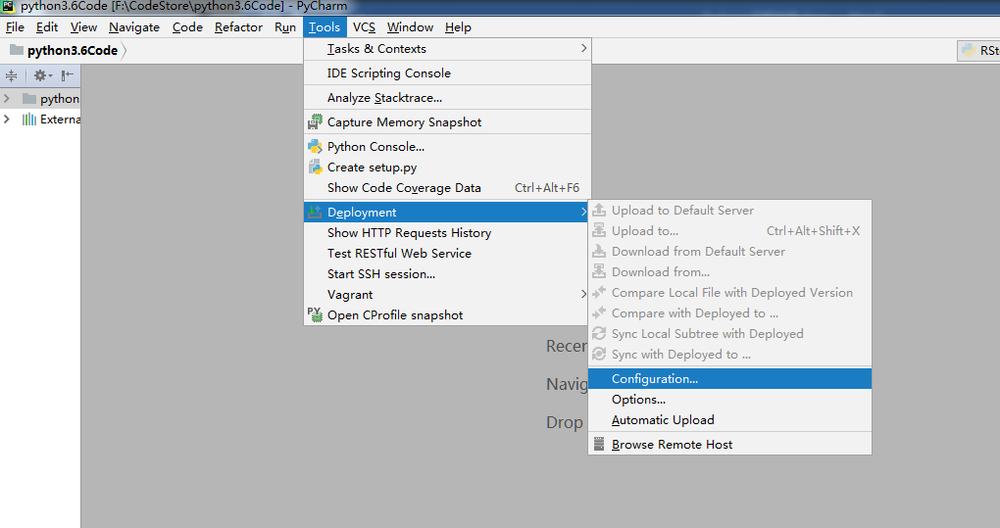 python3.6Code [F:\CodeStore\python3.6Code] - PyCharm
File Edit View Navigate Code Refactor Run Tools VCS Window Help
python3.6Code
RSt
Tasks & Contexts
IDE Scripting Console
Analyze Stacktrace...
Capture Memory Snapshot
Python Console...
Create setup.py
Show Code Coverage Data Ctrl+Alt+F6
Deployment
Show HTTP Requests History
Test RESTful Web Service
Start SSH session...
Vagrant
Open CProfile snapshot
python
Externa
Upload to Default Server
Upload to... Ctrl+Alt+Shift+X
Download from Default Server
Download from...
Compare Local File with Deployed Version
Compare with Deployed to ...
Sync Local Subtree with Deployed
Sync with Deployed to ...
Configuration...
Options...
Automatic Upload
Browse Remote Host
Recen
Navig
Drop